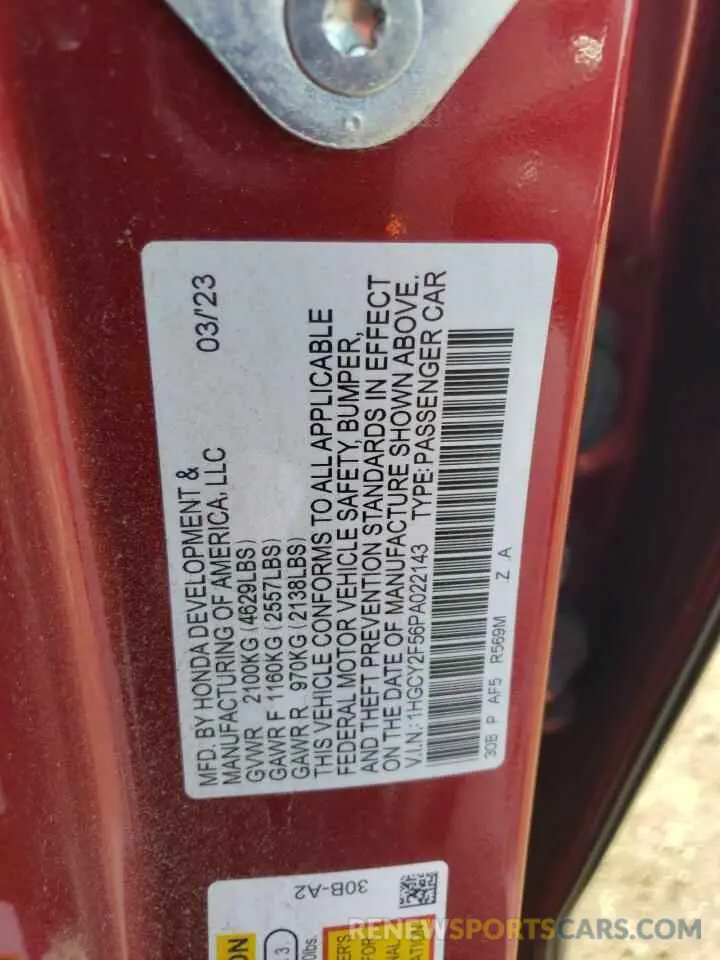 MFD. BY HONDA DEVELOPMENT &
MANUFACTURING OF AMERICA, LLC 03/'23
GVWR 2100KG (4629LBS)
GAWR F 1160KG (2557LBS)
GAWR R 970KG (2138LBS)
THIS VEHICLE CONFORMS TO ALL APPLICABLE
FEDERAL MOTOR VEHICLE SAFETY, BUMPER,
AND THEFT PREVENTION STANDARDS IN EFFECT
ON THE DATE OF MANUFACTURE SHOWN ABOVE.
V.I.N.: 1HGCY2F56PA022143 TYPE: PASSENGER CAR
30B P AF5 R569M Z A
30B-A2
RENEWSPORTSCARS.COM